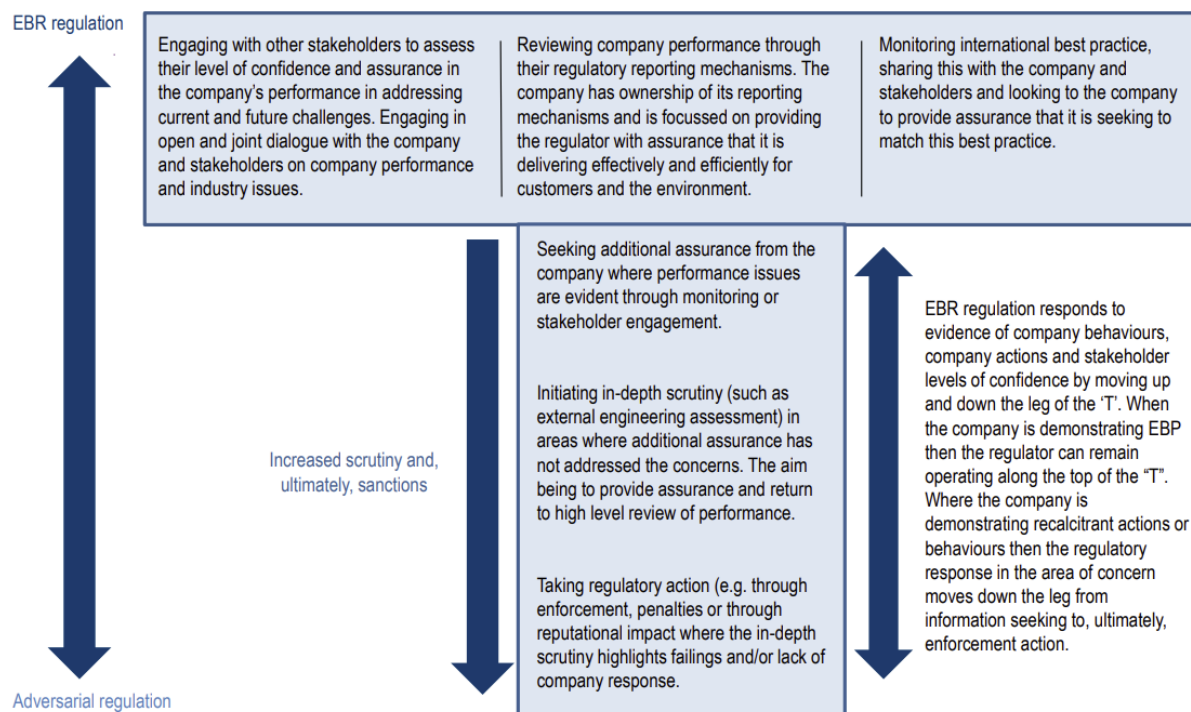 EBR regulation
Engaging with other stakeholders to assess
their level of confidence and assurance in
the company's performance in addressing
current and future challenges. Engaging in
open and joint dialogue with the company
and stakeholders on company performance
and industry issues.
Reviewing company performance through
their regulatory reporting mechanisms. The
company has ownership of its reporting
mechanisms and is focussed on providing
the regulator with assurance that it is
delivering effectively and efficiently for
customers and the environment.
Monitoring international best practice,
sharing this with the company and
stakeholders and looking to the company
to provide assurance that it is seeking to
match this best practice.
Seeking additional assurance from the
company where performance issues
are evident through monitoring or
stakeholder engagement.
Initiating in-depth scrutiny (such as
external engineering assessment) in
areas where additional assurance has
not addressed the concerns. The aim
being to provide assurance and return
to high level review of performance.
Taking regulatory action (e.g. through
enforcement, penalties or through
reputational impact where the in-depth
scrutiny highlights failings and/or lack of
company response.
Increased scrutiny and,
ultimately, sanctions
EBR regulation responds to
evidence of company behaviours,
company actions and stakeholder
levels of confidence by moving up
and down the leg of the ‘T’. When
the company is demonstrating EBP
then the regulator can remain
operating along the top of the “T”.
Where the company is
demonstrating recalcitrant actions or
behaviours then the regulatory
response in the area of concern
moves down the leg from
information seeking to, ultimately,
enforcement action.
Adversarial regulation